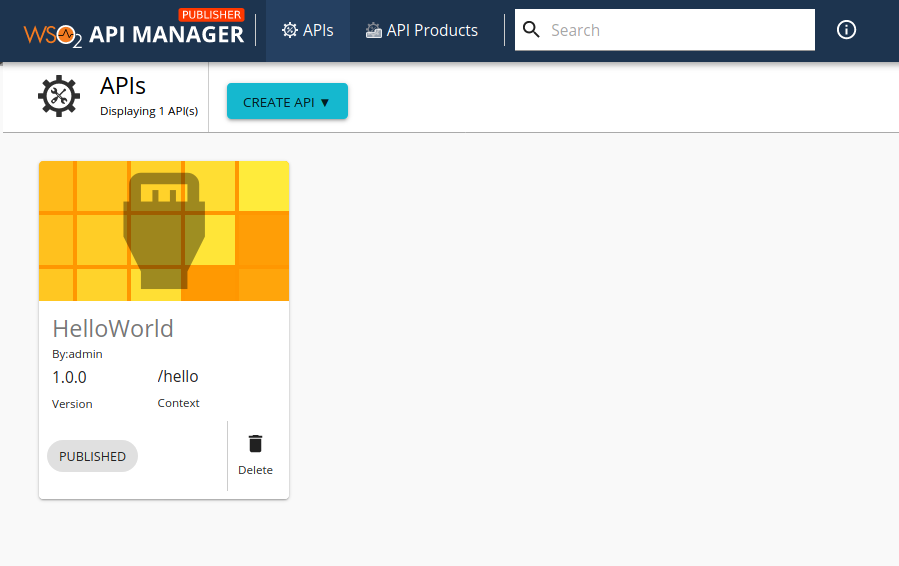 PUBLISHER
WSO2 API MANAGER
APIs
API Products
Search
APIs
Displaying 1 API(s)
CREATE API ▼
HelloWorld
By:admin
1.0.0 /hello
Version Context
PUBLISHED
Delete